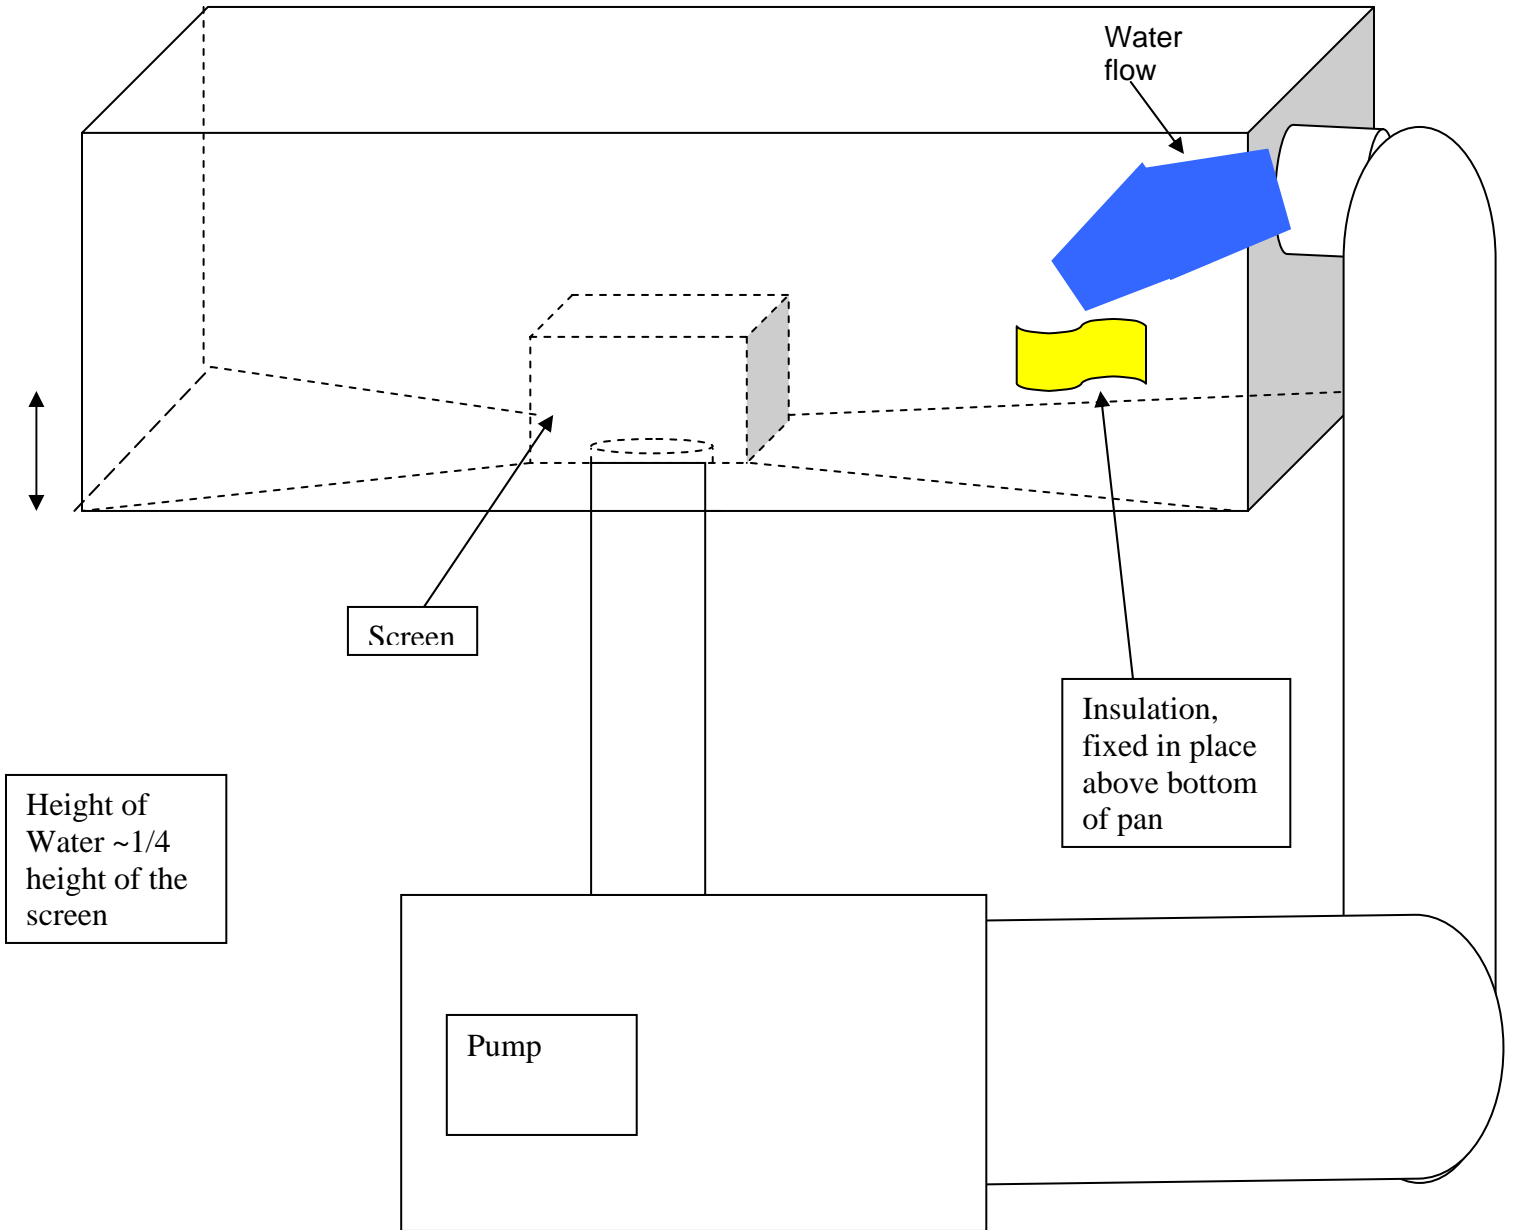 Water
flow
Screen
Insulation,
fixed in place
above bottom
of pan
Height of
Water ~1/4
height of the
screen
Pump